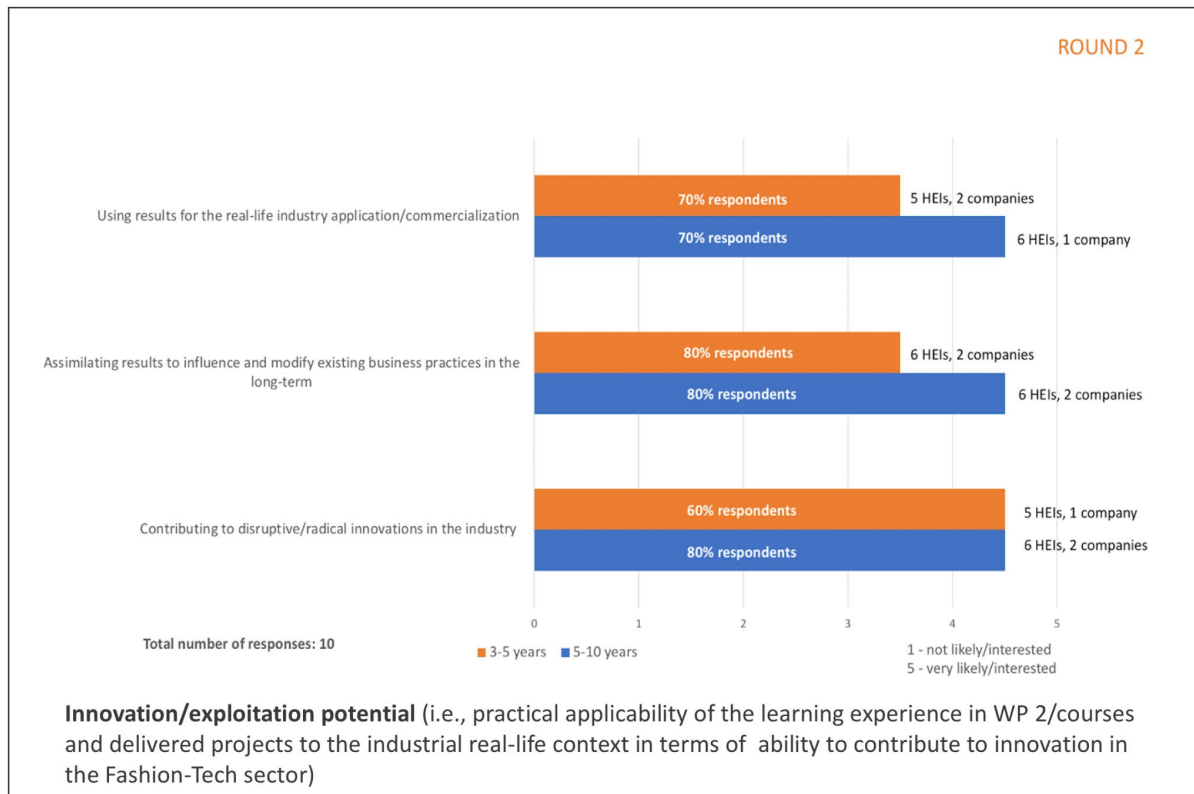 ROUND 2
Using results for the real-life industry application/commercialization
70% respondents
5 HEIs, 2 companies
70% respondents
6 HEIs, 1 company
Assimilating results to influence and modify existing business practices in the
long-term
80% respondents
6 HEIs, 2 companies
80% respondents
6 HEIs, 2 companies
Contributing to disruptive/radical innovations in the industry
60% respondents
5 HEIs, 1 company
80% respondents
6 HEIs, 2 companies
0 1 2 3 4 5
Total number of responses: 10
3-5 years 5-10 years
1 - not likely/interested
5 - very likely/interested
Innovation/exploitation potential (i.e., practical applicability of the learning experience in WP 2/courses
and delivered projects to the industrial real-life context in terms of ability to contribute to innovation in
the Fashion-Tech sector)